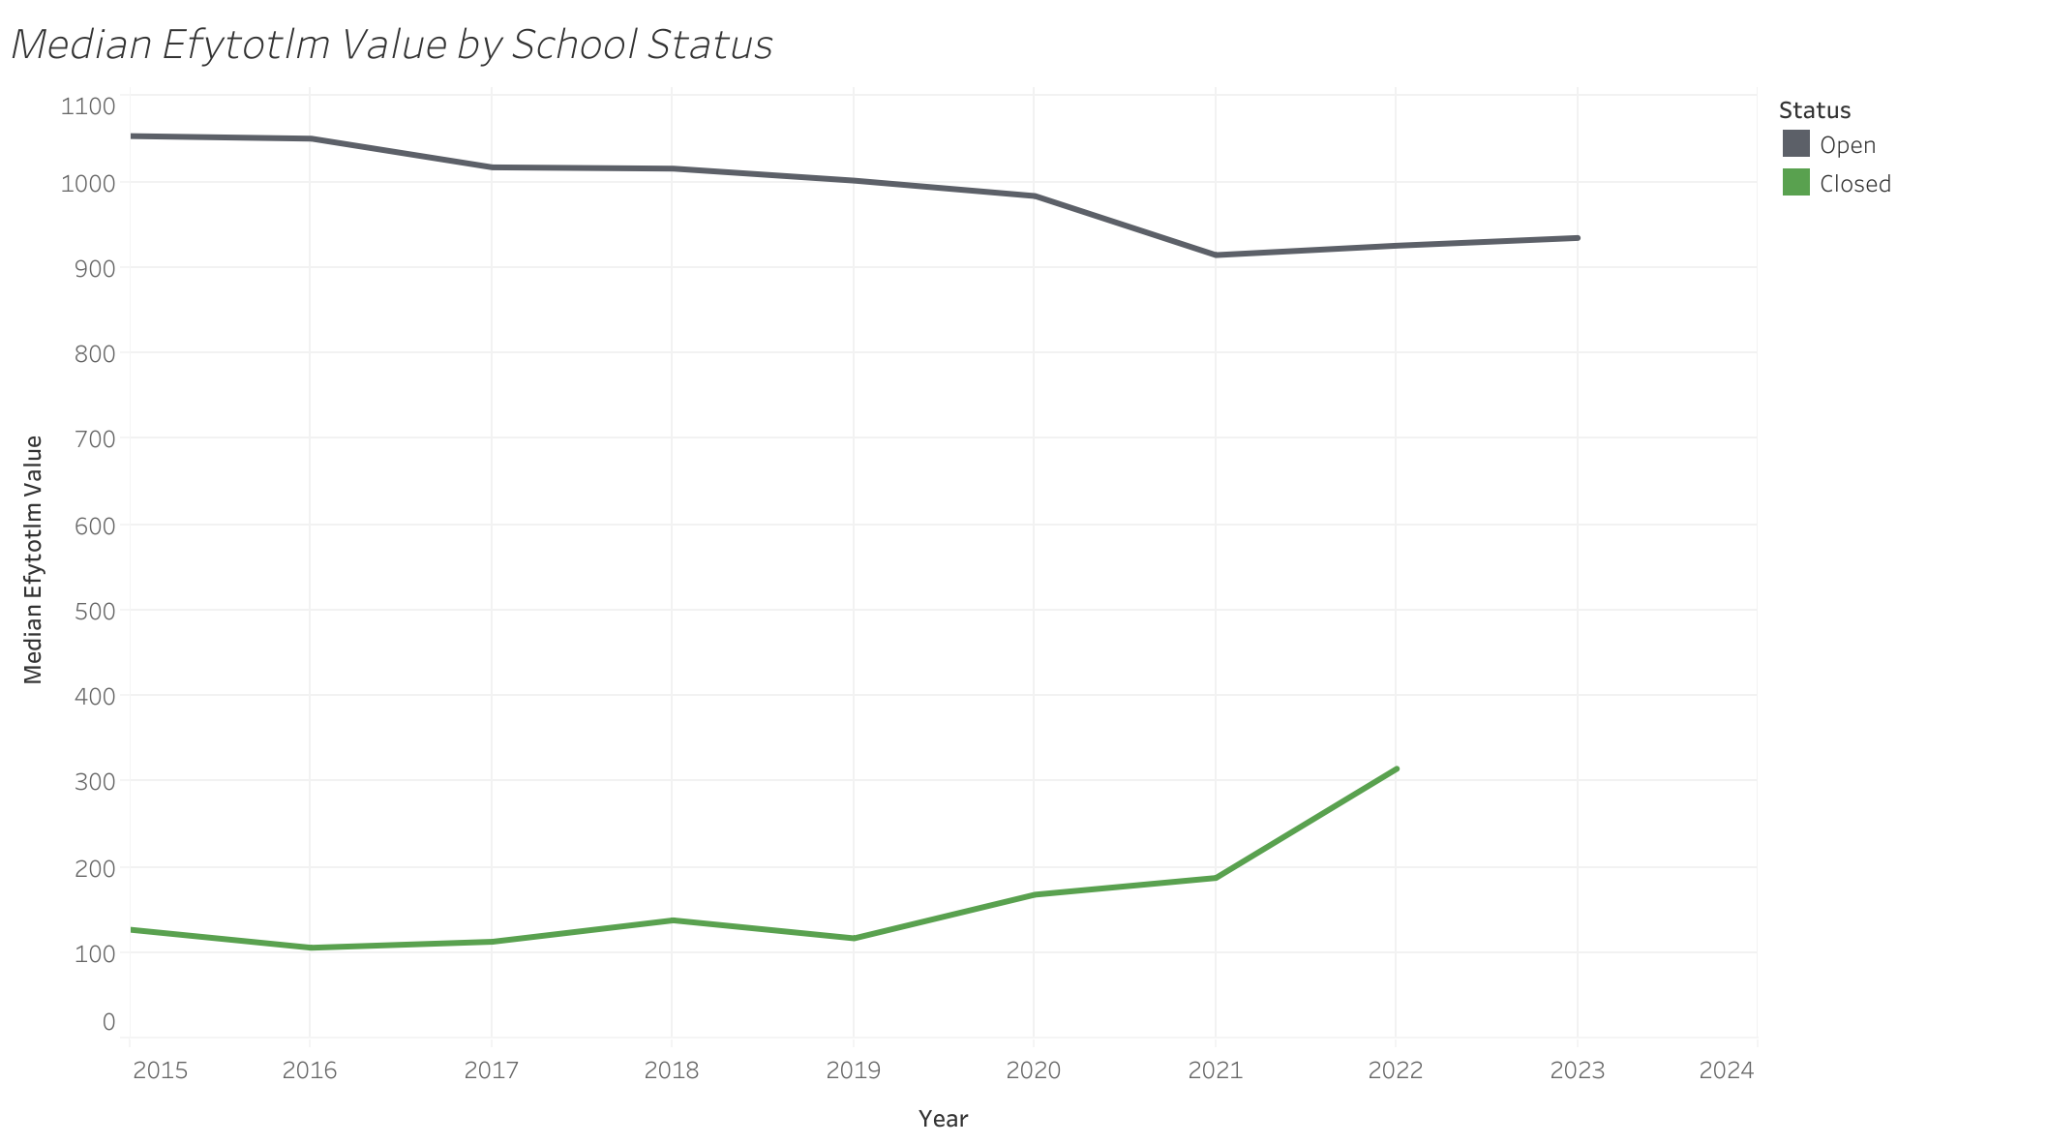 Median Efytotlm Value by School Status
Status
Open
Closed
Median Efytotlm Value
1100
1000
900
800
700
600
500
400
300
200
100
0
2015 2016 2017 2018 2019 2020 2021 2022 2023 2024
Year